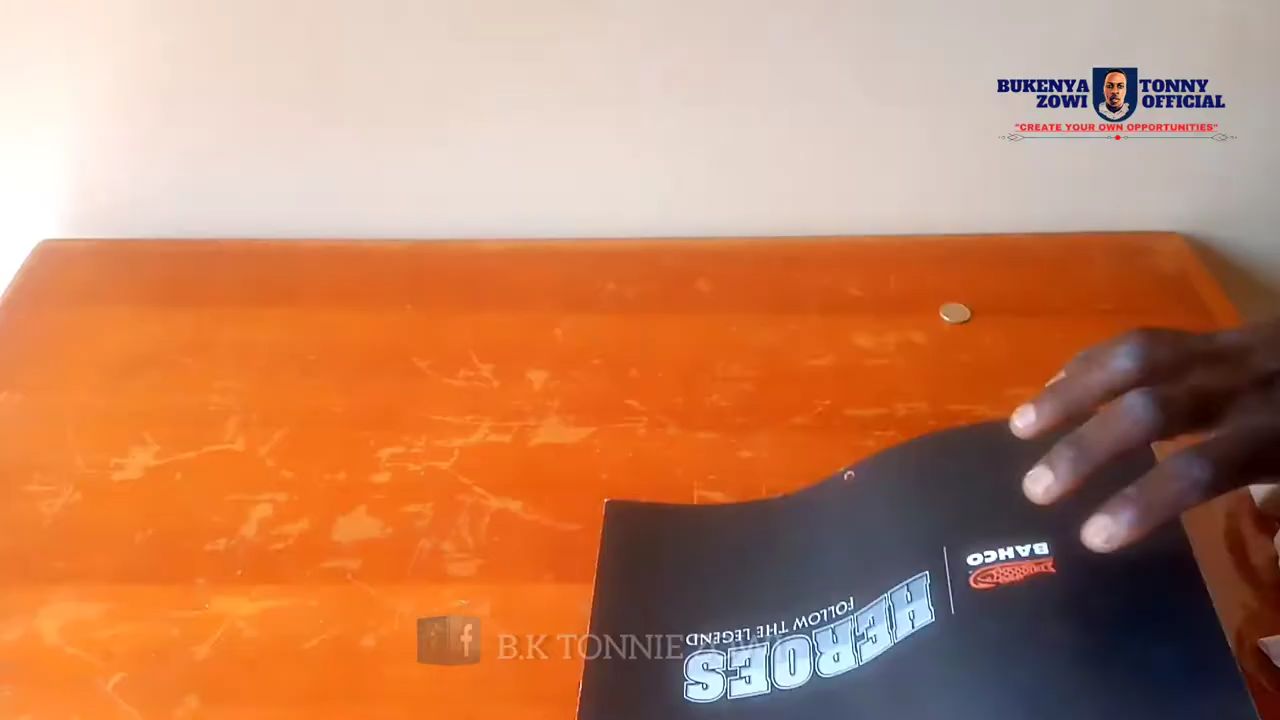 BUKENYA TONNY
ZOWI OFFICIAL
"CREATE YOUR OWN OPPORTUNITIES"
BAHCO
HEROES
FOLLOW THE LEGEND
f B.K TONNIE